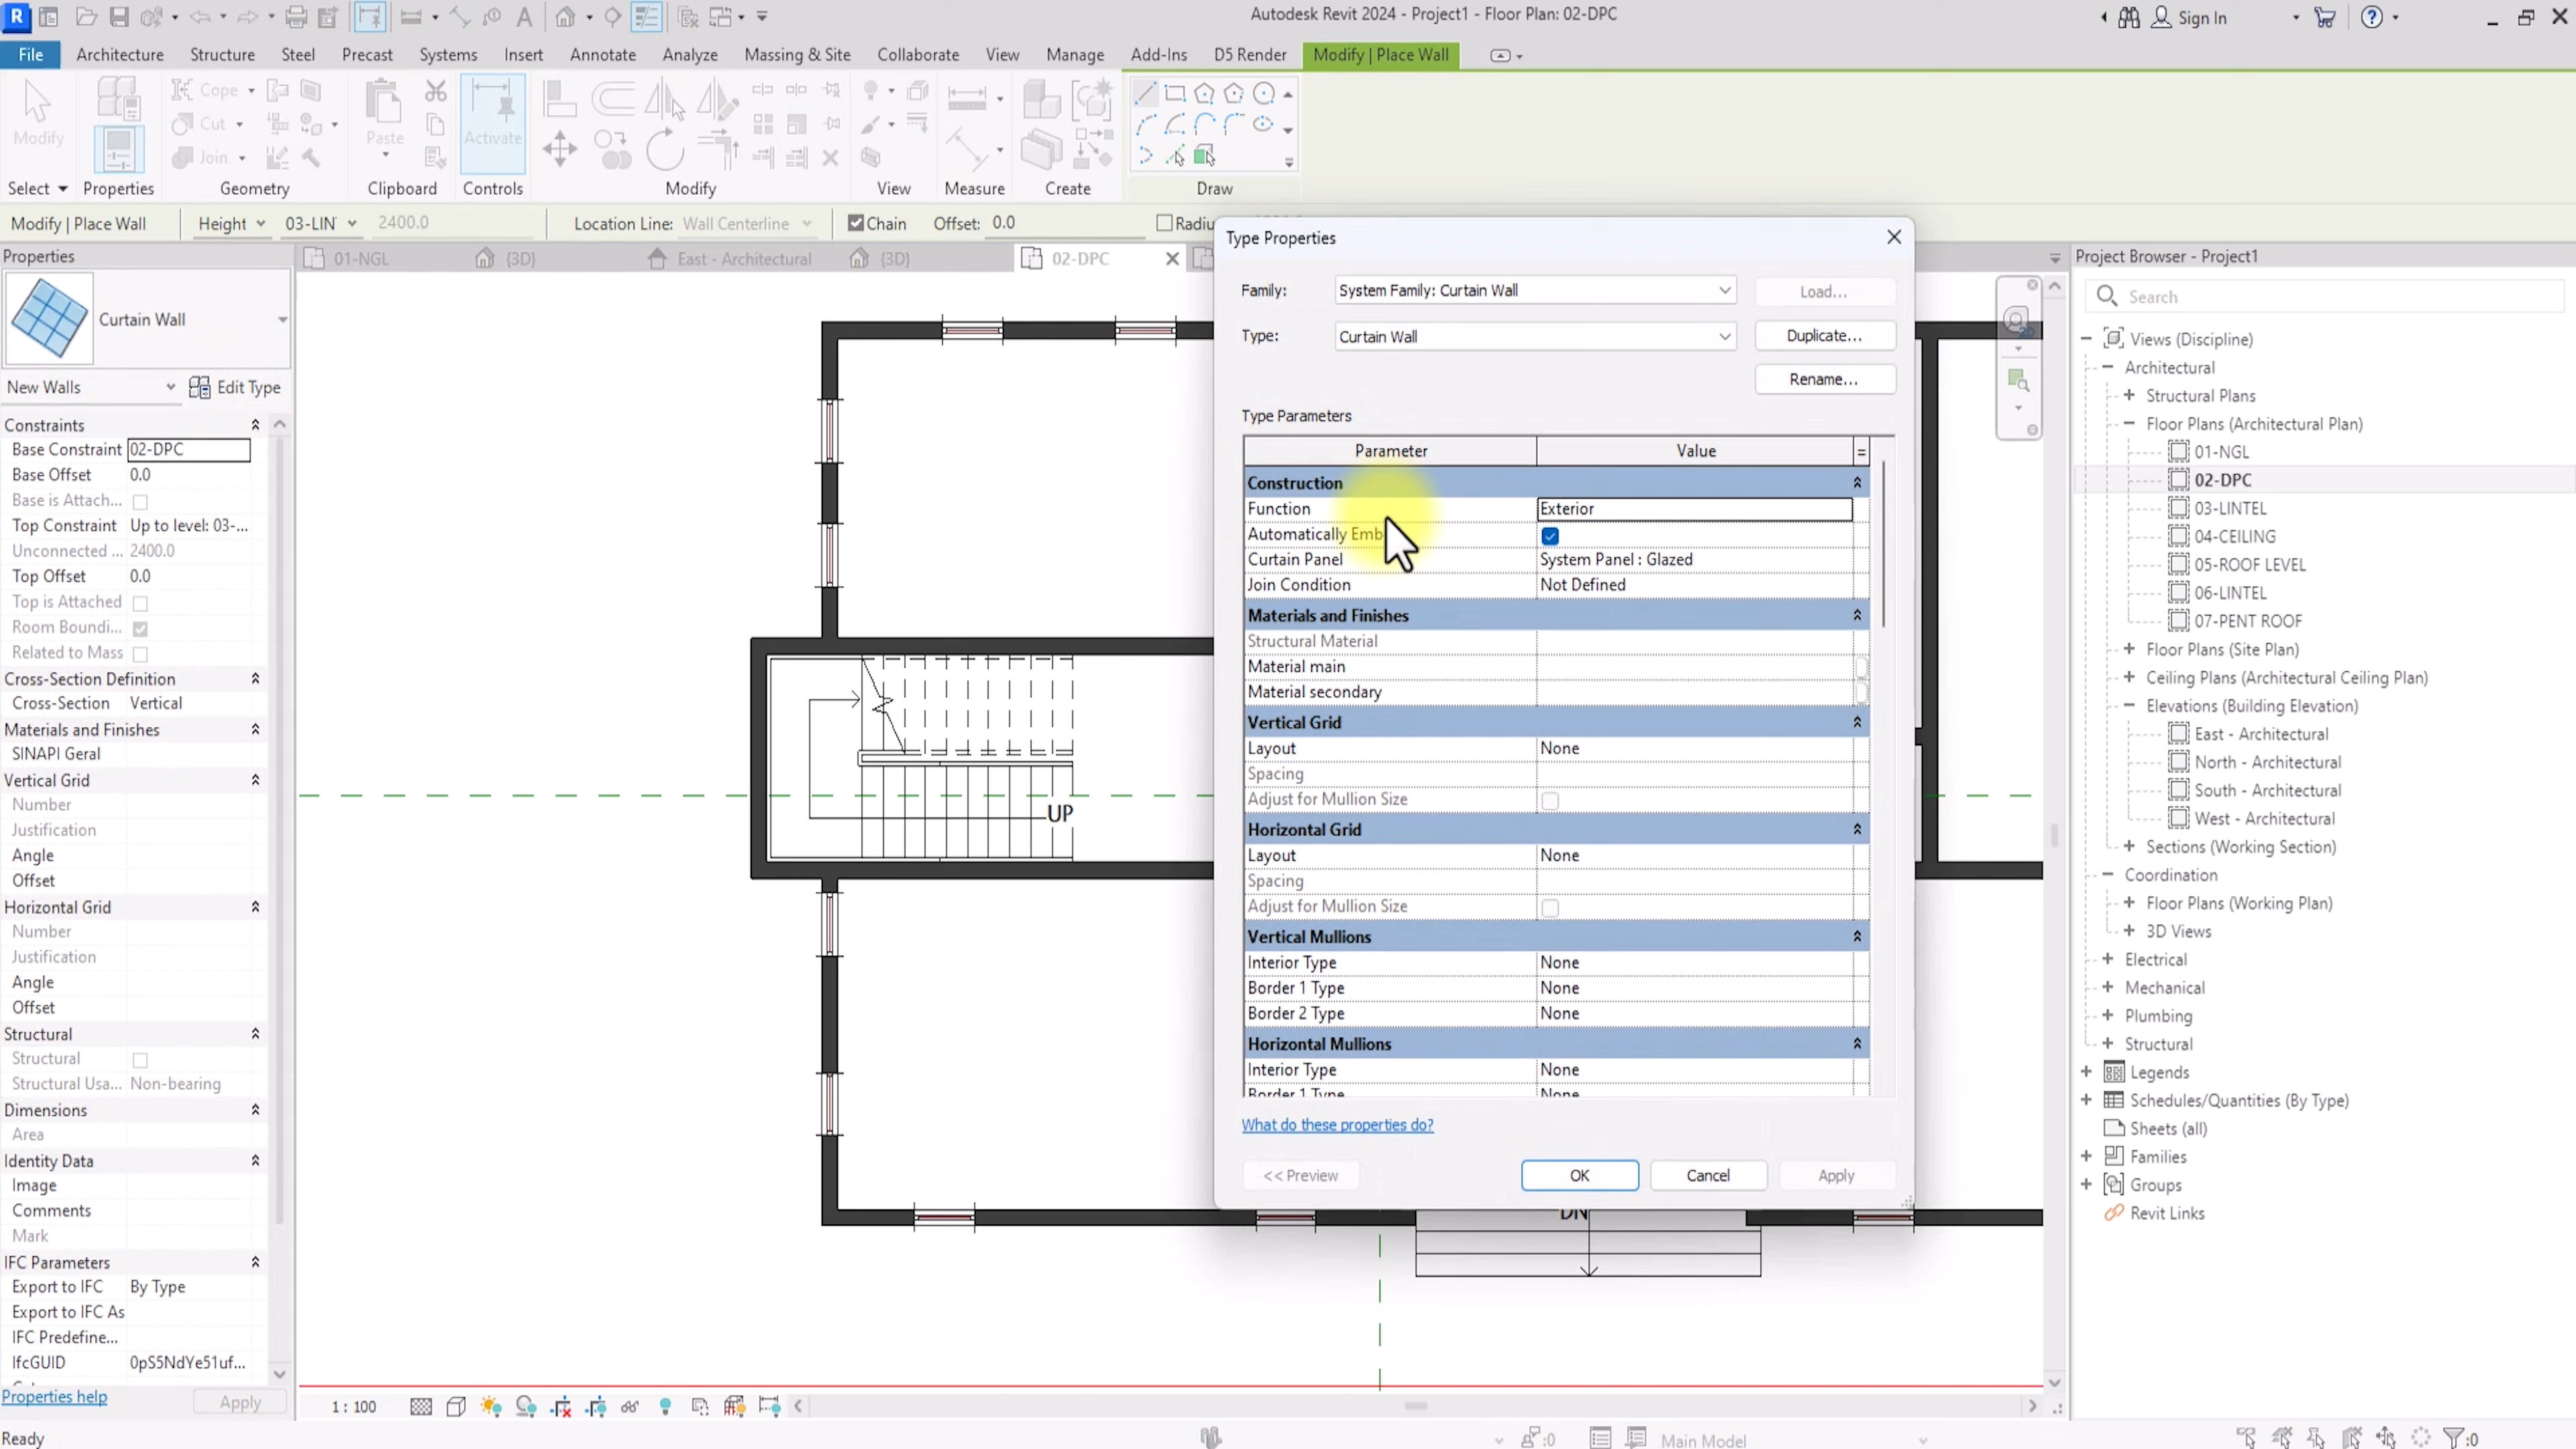 Autodesk Revit 2024 - Project1 - Floor Plan: 02-DPC
Sign In
File Architecture Structure Steel Precast Systems Insert Annotate Analyze Massing & Site Collaborate View Manage Add-Ins D5 Render Modify | Place Wall
Modify
Cope
Cut
Join
Paste
Activate
Select Properties Geometry Clipboard Controls Modify View Measure Create Draw
Modify | Place Wall Height 03-LIN 2400.0 Location Line: Wall Centerline Chain Offset: 0.0 Radiu
Properties
01-NGL {3D} East - Architectural {3D} 02-DPC
Curtain Wall
New Walls Edit Type
Constraints
Base Constraint 02-DPC
Base Offset 0.0
Base is Attach...
Top Constraint Up to level: 03-...
Unconnected ... 2400.0
Top Offset 0.0
Top is Attached
Room Boundi...
Related to Mass
Cross-Section Definition
Cross-Section Vertical
Materials and Finishes
SINAPI Geral
Vertical Grid
Number
Justification
Angle
Offset
Horizontal Grid
Number
Justification
Angle
Offset
Structural
Structural
Structural Usa... Non-bearing
Dimensions
Area
Identity Data
Image
Comments
Mark
IFC Parameters
Export to IFC By Type
Export to IFC As
IFC Predefine...
IfcGUID 0pS5NdYe51uf...
Properties help Apply
Ready
UP
DN
1 : 100
:0
Main Model
:0
Type Properties
Family: System Family: Curtain Wall Load...
Type: Curtain Wall Duplicate...
Rename...
Type Parameters
Parameter Value =
Construction
Function Exterior
Automatically Emb
Curtain Panel System Panel : Glazed
Join Condition Not Defined
Materials and Finishes
Structural Material
Material main
Material secondary
Vertical Grid
Layout None
Spacing
Adjust for Mullion Size
Horizontal Grid
Layout None
Spacing
Adjust for Mullion Size
Vertical Mullions
Interior Type None
Border 1 Type None
Border 2 Type None
Horizontal Mullions
Interior Type None
Border 1 Type None
What do these properties do?
<< Preview OK Cancel Apply
Project Browser - Project1
Search
Views (Discipline)
Architectural
Structural Plans
Floor Plans (Architectural Plan)
01-NGL
02-DPC
03-LINTEL
04-CEILING
05-ROOF LEVEL
06-LINTEL
07-PENT ROOF
Floor Plans (Site Plan)
Ceiling Plans (Architectural Ceiling Plan)
Elevations (Building Elevation)
East - Architectural
North - Architectural
South - Architectural
West - Architectural
Sections (Working Section)
Coordination
Floor Plans (Working Plan)
3D Views
Electrical
Mechanical
Plumbing
Structural
Legends
Schedules/Quantities (By Type)
Sheets (all)
Families
Groups
Revit Links